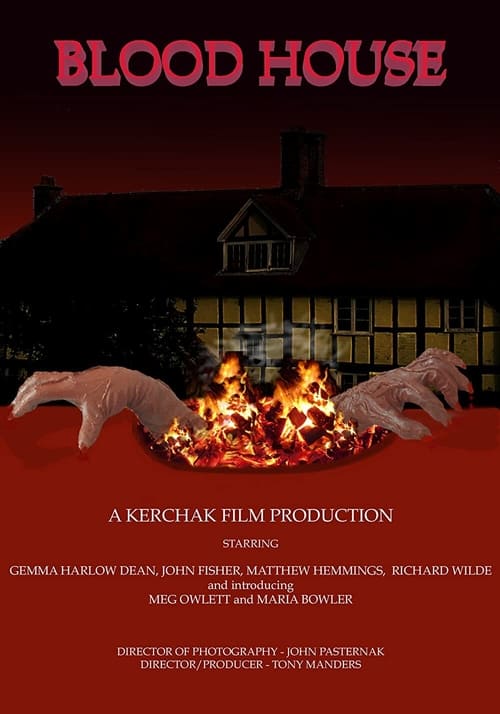 BLOOD HOUSE
A KERCHAK FILM PRODUCTION
STARRING
GEMMA HARLOW DEAN, JOHN FISHER, MATTHEW HEMMINGS, RICHARD WILDE
and introducing
MEG OWLETT and MARIA BOWLER
DIRECTOR OF PHOTOGRAPHY - JOHN PASTERNAK
DIRECTOR/PRODUCER - TONY MANDERS